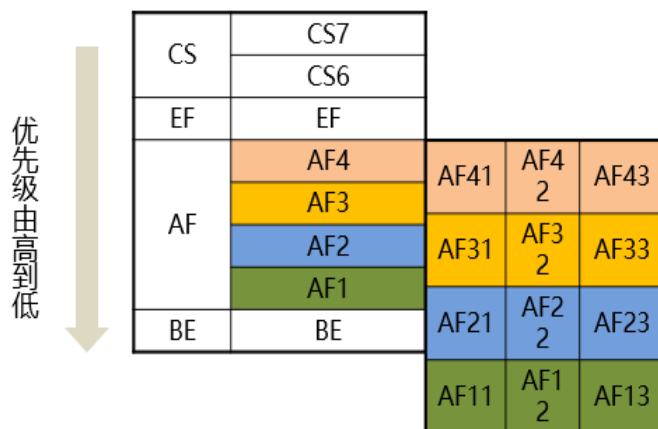 优先级由高到低
CS
CS7
CS6
EF
EF
AF
AF4
AF3
AF2
AF1
BE
BE
AF41
AF4
2
AF43
AF31
AF3
2
AF33
AF21
AF2
2
AF23
AF11
AF1
2
AF13